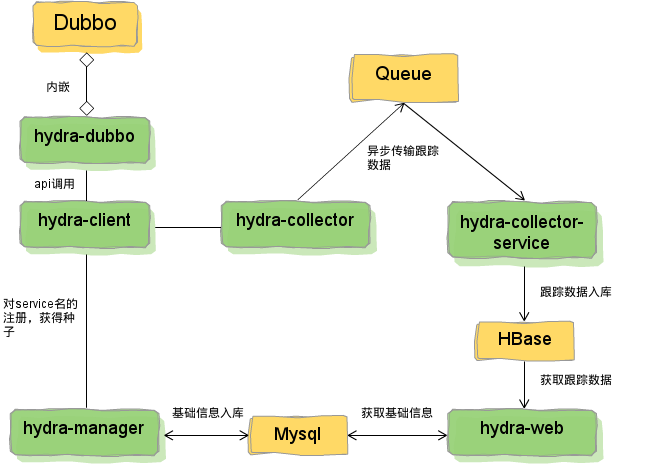 Dubbo
内嵌
Queue
hydra-dubbo
异步传输跟踪
数据
api调用
hydra-client
hydra-collector
hydra-collector-
service
对service名的
注册，获得种
子
跟踪数据入库
HBase
获取跟踪数据
hydra-manager
基础信息入库
Mysql
获取基础信息
hydra-web